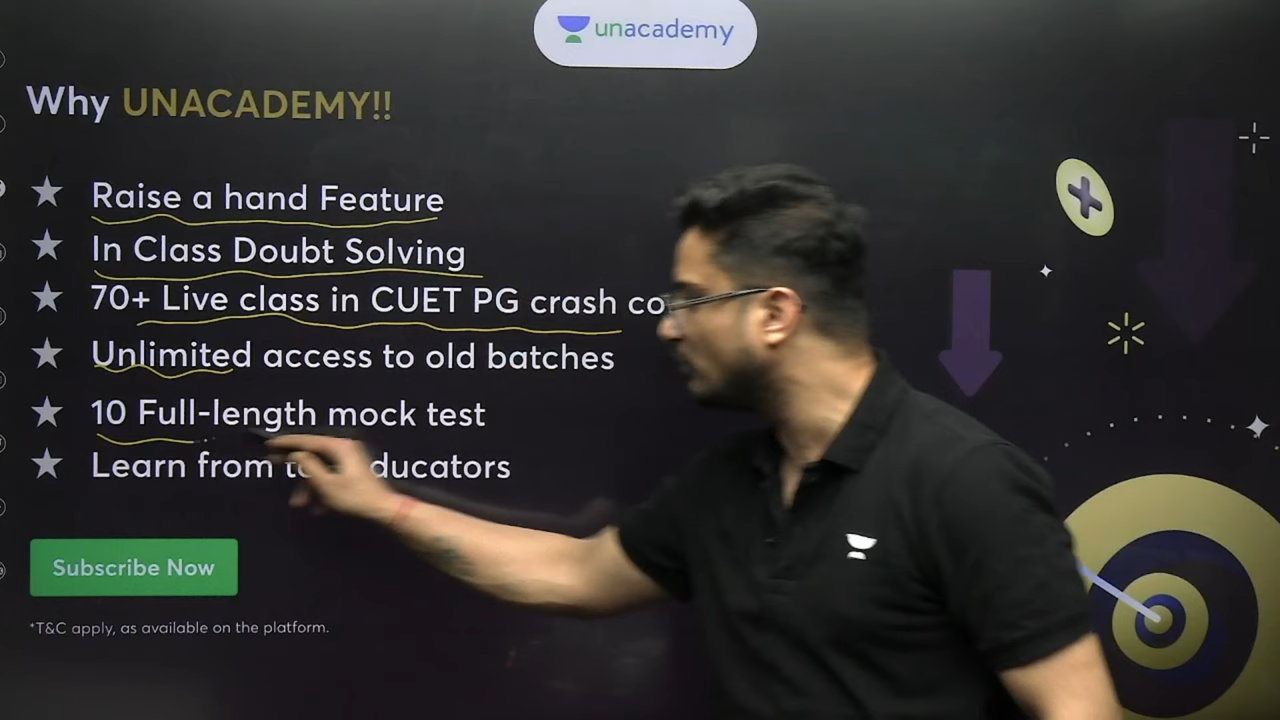 unacademy
Why UNACADEMY!!
Raise a hand Feature
In Class Doubt Solving
70+ Live class in CUET PG crash
Unlimited access to old batches
10 Full-length mock test
Learn from
Subscribe Now
*T&C apply, as available on the platform.